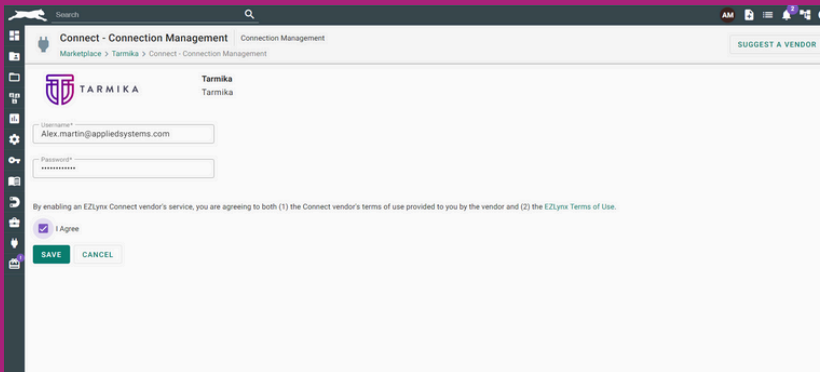 Search
AM
2
Connect - Connection Management
Connection Management
Marketplace > Tarmika > Connect - Connection Management
SUGGEST A VENDOR
TARMIKA
Tarmika
Tarmika
Username*
Alex.martin@appliedsystems.com
Password*
••••••••••••
By enabling an EZLynx Connect vendor's service, you are agreeing to both (1) the Connect vendor's terms of use provided to you by the vendor and (2) the EZLynx Terms of Use.
I Agree
SAVE
CANCEL